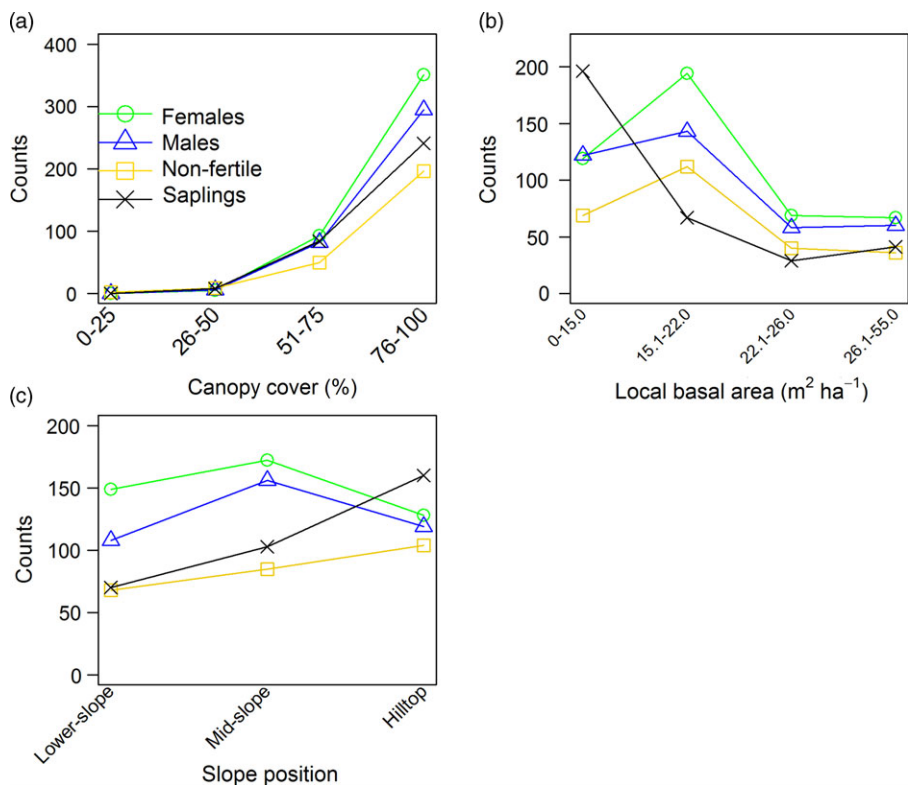 (a)
400
300
200
100
0
Counts
Females
Males
Non-fertile
Saplings
0-25
26-50
51-75
76-100
Canopy cover (%)
(b)
200
150
100
50
0
Counts
0-15.0
15.1-22.0
22.1-26.0
26.1-55.0
Local basal area (m² ha⁻¹)
(c)
200
150
100
50
0
Counts
Lower-slope
Mid-slope
Hilltop
Slope position